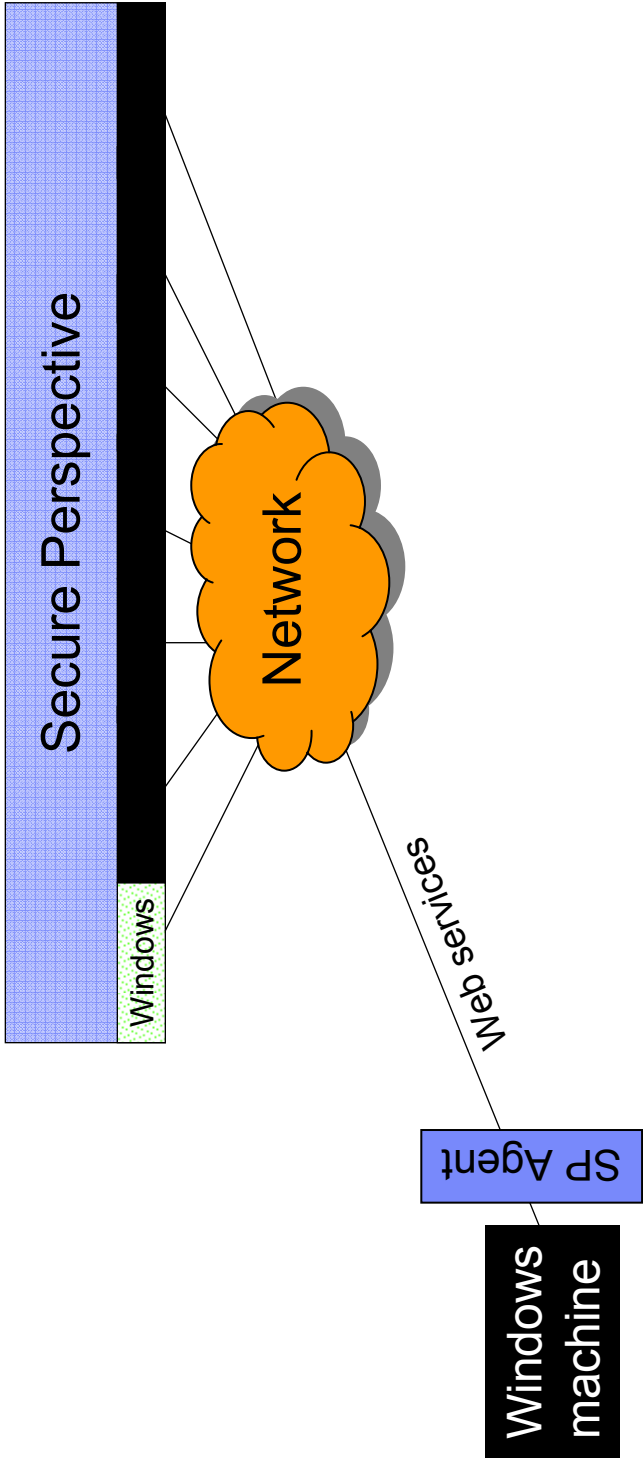 Secure Perspective
Windows
Network
Web services
SP Agent
Windows
machine